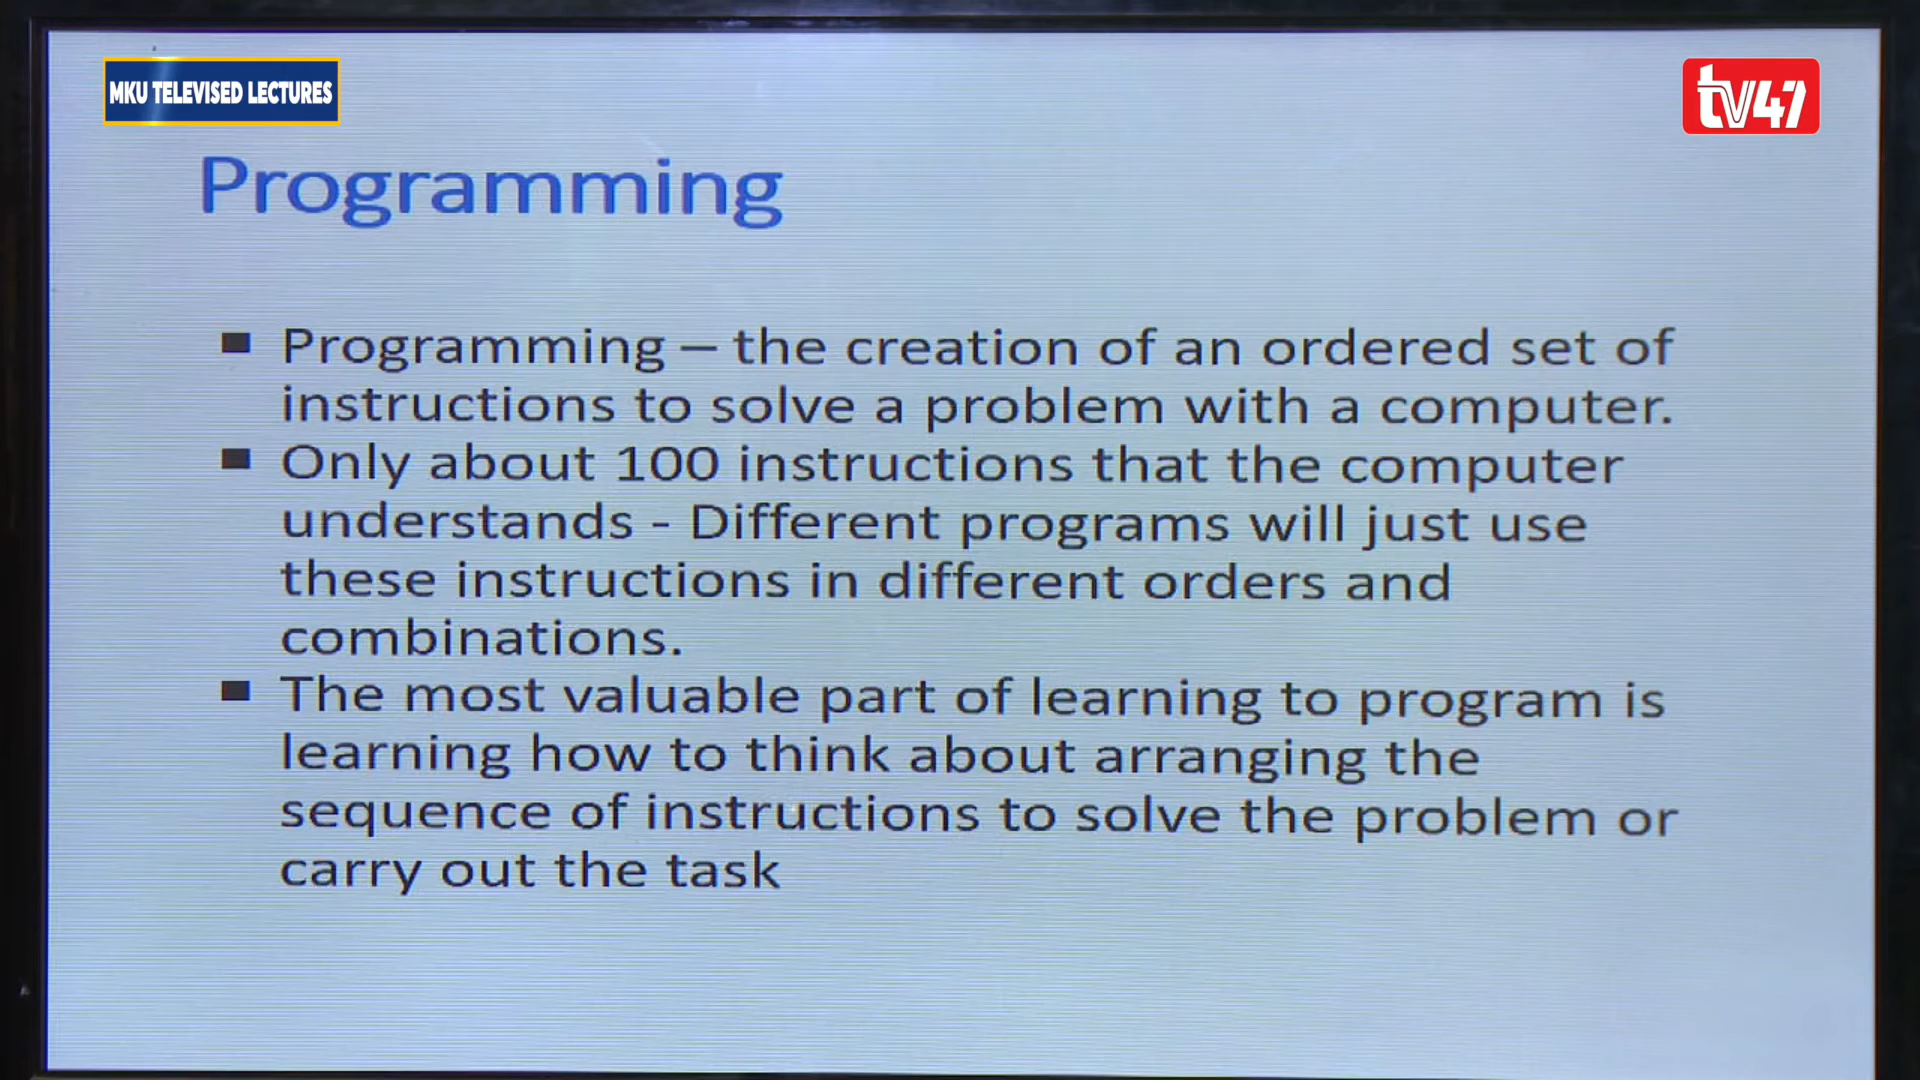 MKU TELEVISED LECTURES
tv47
Programming
■ Programming – the creation of an ordered set of
instructions to solve a problem with a computer.
■ Only about 100 instructions that the computer
understands - Different programs will just use
these instructions in different orders and
combinations.
■ The most valuable part of learning to program is
learning how to think about arranging the
sequence of instructions to solve the problem or
carry out the task